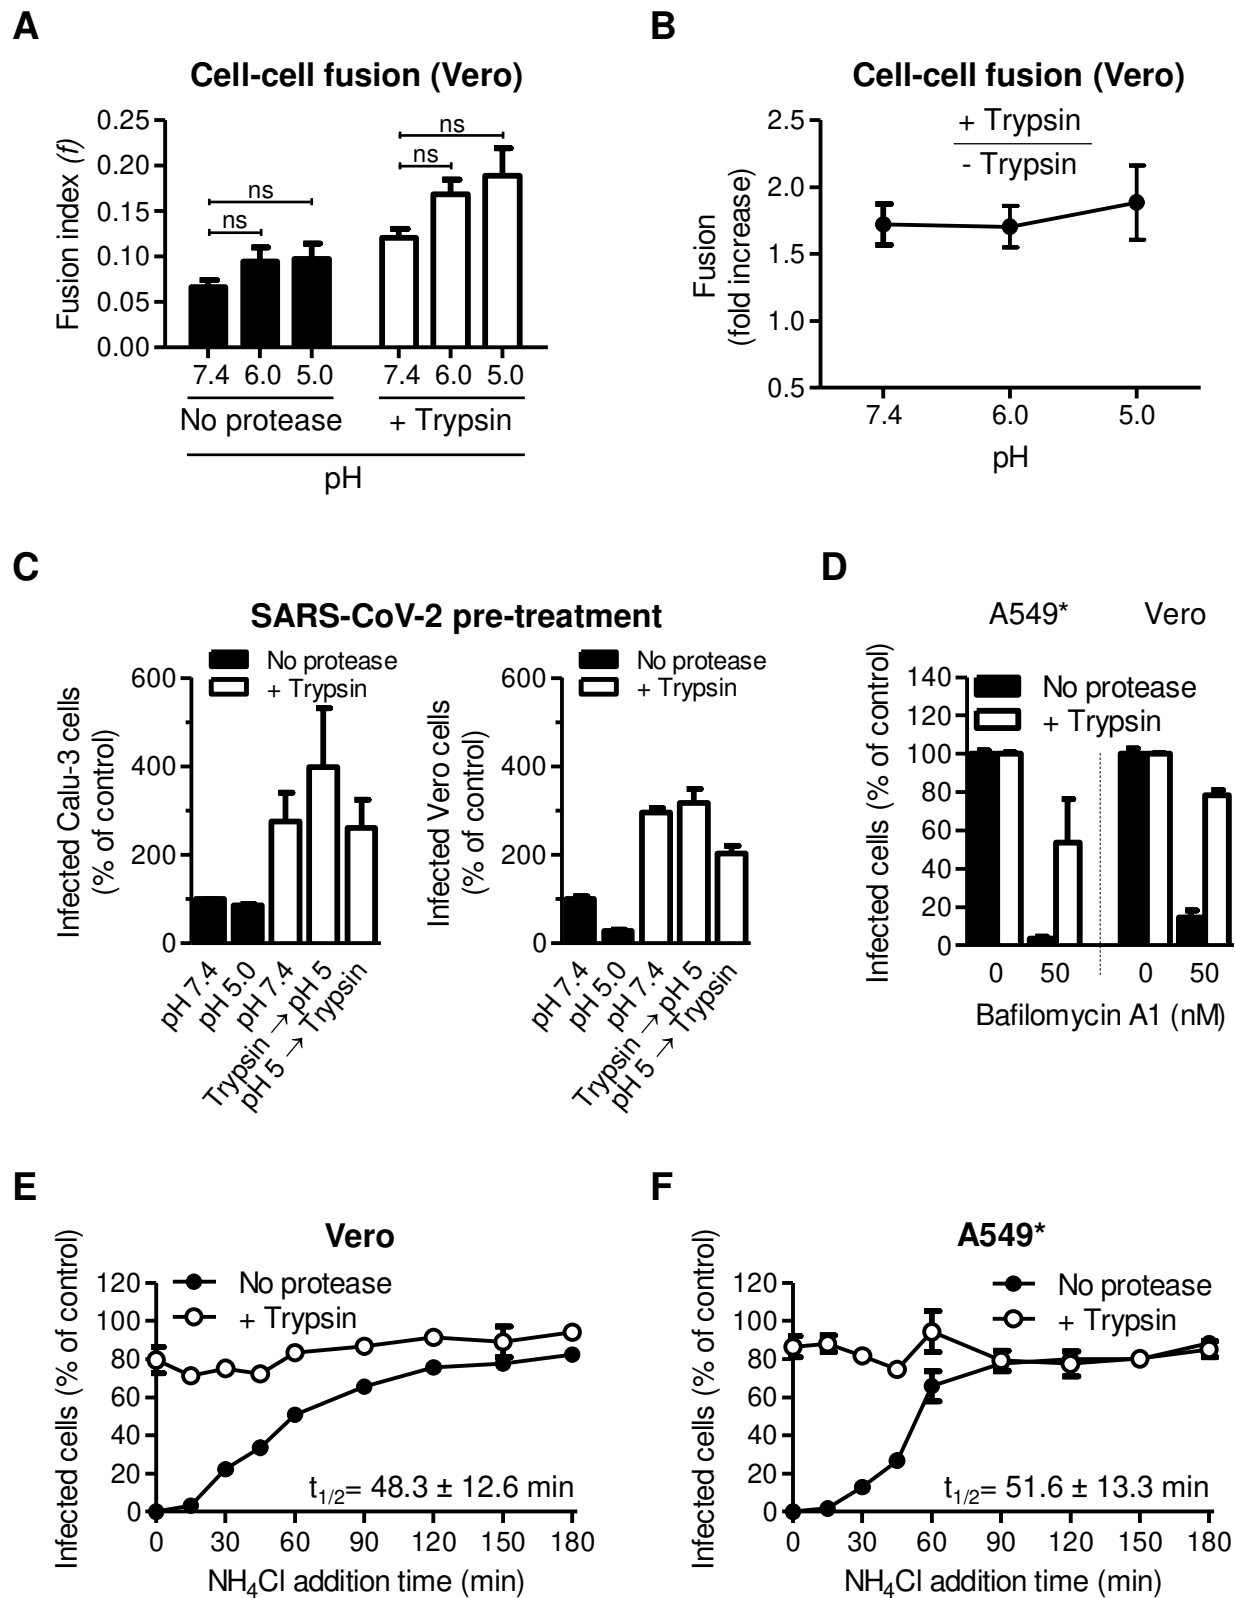 A
Cell-cell fusion (Vero)
Fusion index (f)
0.25
0.20
0.15
0.10
0.05
0.00
ns
ns
ns
ns
7.4 6.0 5.0 7.4 6.0 5.0
No protease + Trypsin
pH
B
Cell-cell fusion (Vero)
+ Trypsin
- Trypsin
Fusion
(fold increase)
2.5
2.0
1.5
1.0
0.5
7.4 6.0 5.0
pH
C
SARS-CoV-2 pre-treatment
No protease
+ Trypsin
Infected Calu-3 cells
(% of control)
600
400
200
0
pH 7.4
pH 5.0
pH 7.4
Trypsin → pH 5
pH 5 → Trypsin
No protease
+ Trypsin
Infected Vero cells
(% of control)
600
400
200
0
pH 7.4
pH 5.0
pH 7.4
Trypsin → pH 5
pH 5 → Trypsin
D
A549* Vero
No protease
+ Trypsin
Infected cells (% of control)
140
120
100
80
60
40
20
0
0 50 0 50
Bafilomycin A1 (nM)
E
Vero
No protease
+ Trypsin
Infected cells (% of control)
120
100
80
60
40
20
0
t1/2= 48.3 ± 12.6 min
0 30 60 90 120 150 180
NH4Cl addition time (min)
F
A549*
No protease
+ Trypsin
Infected cells (% of control)
120
100
80
60
40
20
0
t1/2= 51.6 ± 13.3 min
0 30 60 90 120 150 180
NH4Cl addition time (min)